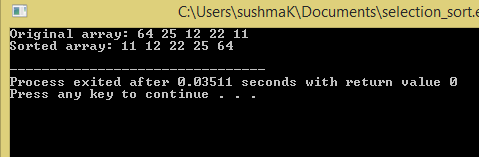 C:\Users\sushmaK\Documents\selection_sort.e
Original array: 64 25 12 22 11
Sorted array: 11 12 22 25 64
--------------------------------
Process exited after 0.03511 seconds with return value 0
Press any key to continue . . .